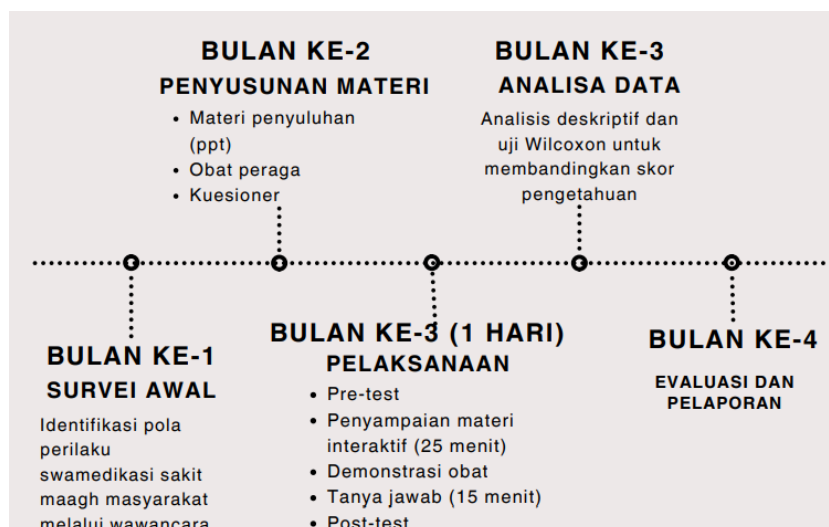 BULAN KE-2
PENYUSUNAN MATERI
• Materi penyuluhan
(ppt)
• Obat peraga
• Kuesioner
BULAN KE-3
ANALISA DATA
Analisis deskriptif dan
uji Wilcoxon untuk
membandingkan skor
pengetahuan
BULAN KE-1
SURVEI AWAL
Identifikasi pola
perilaku
swamedikasi sakit
maagh masyarakat
melalui wawancara
BULAN KE-3 (1 HARI)
PELAKSANAAN
• Pre-test
• Penyampaian materi
interaktif (25 menit)
• Demonstrasi obat
• Tanya jawab (15 menit)
• Post-test
BULAN KE-4
EVALUASI DAN
PELAPORAN